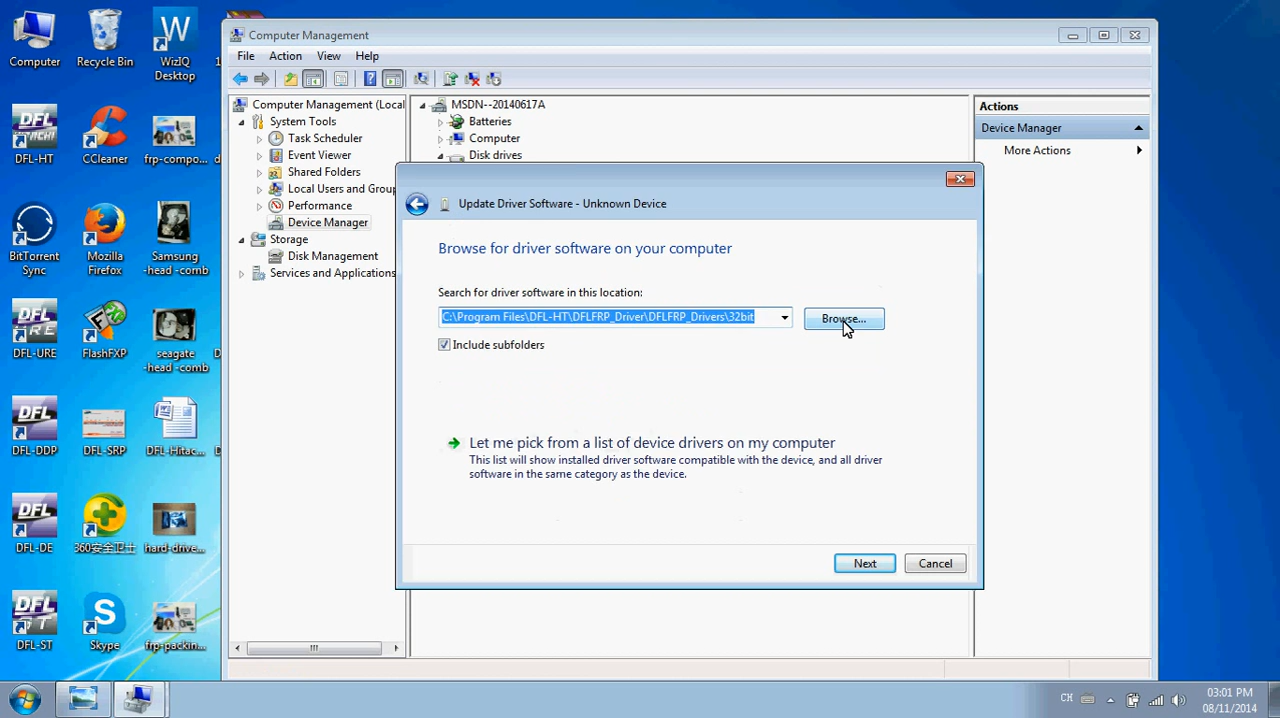 Computer
Recycle Bin
WizIQ
Desktop
DFL-HT
CCleaner
frp-compo...
BitTorrent
Sync
Mozilla
Firefox
Samsung
-head -comb
DFL-URE
FlashFXP
seagate
-head -comb
DFL-DDP
DFL-SRP
DFL-Hitac...
DFL-DE
360安全卫士
hard-drive...
DFL-ST
Skype
frp-packin...
Computer Management
File Action View Help
Computer Management (Local
System Tools
Task Scheduler
Event Viewer
Shared Folders
Local Users and Group
Performance
Device Manager
Storage
Disk Management
Services and Applications
MSDN--20140617A
Batteries
Computer
Disk drives
Actions
Device Manager
More Actions
Update Driver Software - Unknown Device
Browse for driver software on your computer
Search for driver software in this location:
C:\Program Files\DFL-HT\DFLFRP_Driver\DFLFRP_Drivers\32bit
Browse...
Include subfolders
Let me pick from a list of device drivers on my computer
This list will show installed driver software compatible with the device, and all driver
software in the same category as the device.
Next Cancel
CH
03:01 PM
08/11/2014